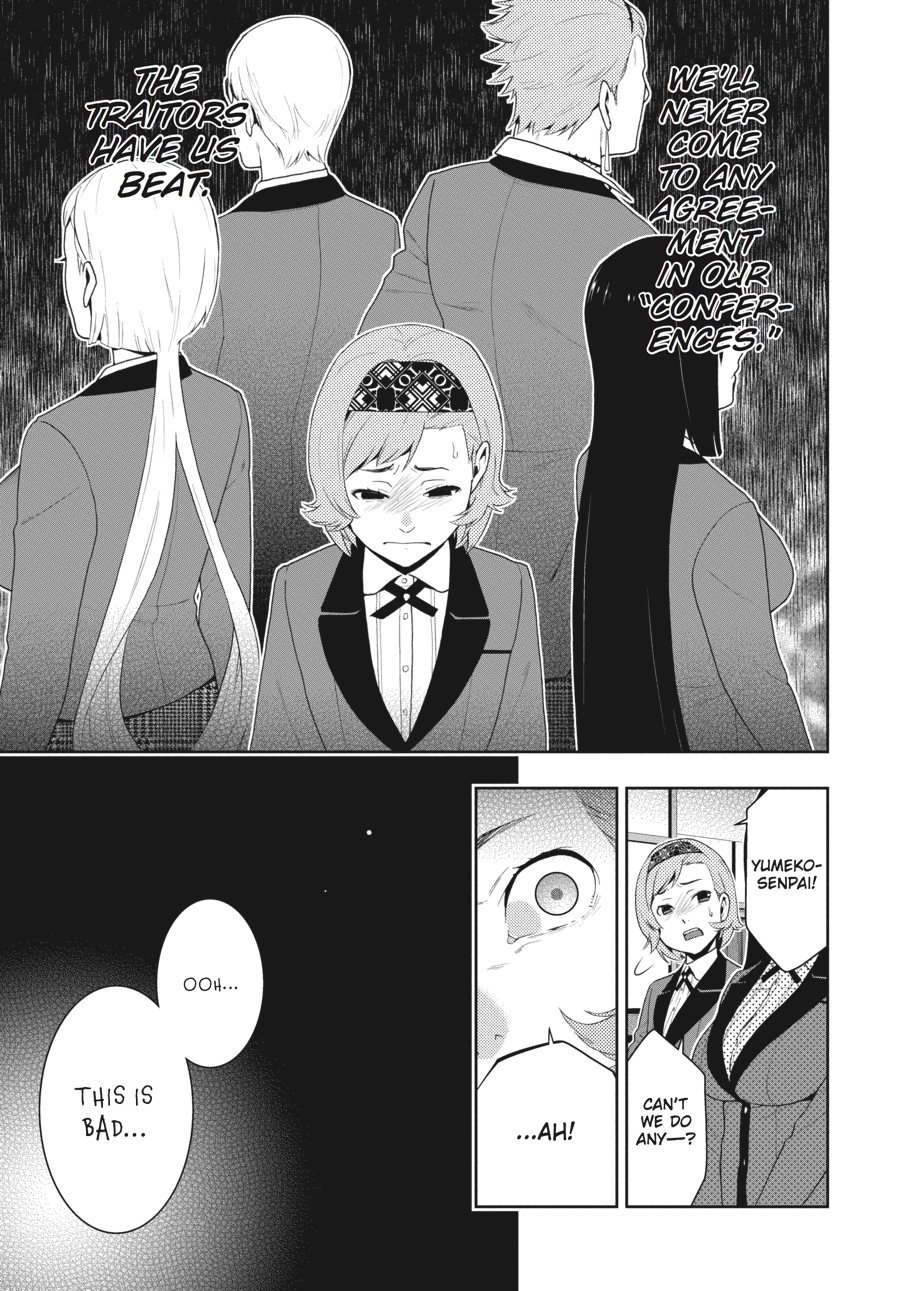 WE'LL
NEVER
COME
TO ANY
AGREE-
MENT
IN OUR
"CONFER-
ENCES."
THE
TRAITORS
HAVE US
BEAT.
YUMEKO-
SENPAI!
CAN'T
WE DO
ANY—?
...AH!
OOH...
THIS IS
BAD...